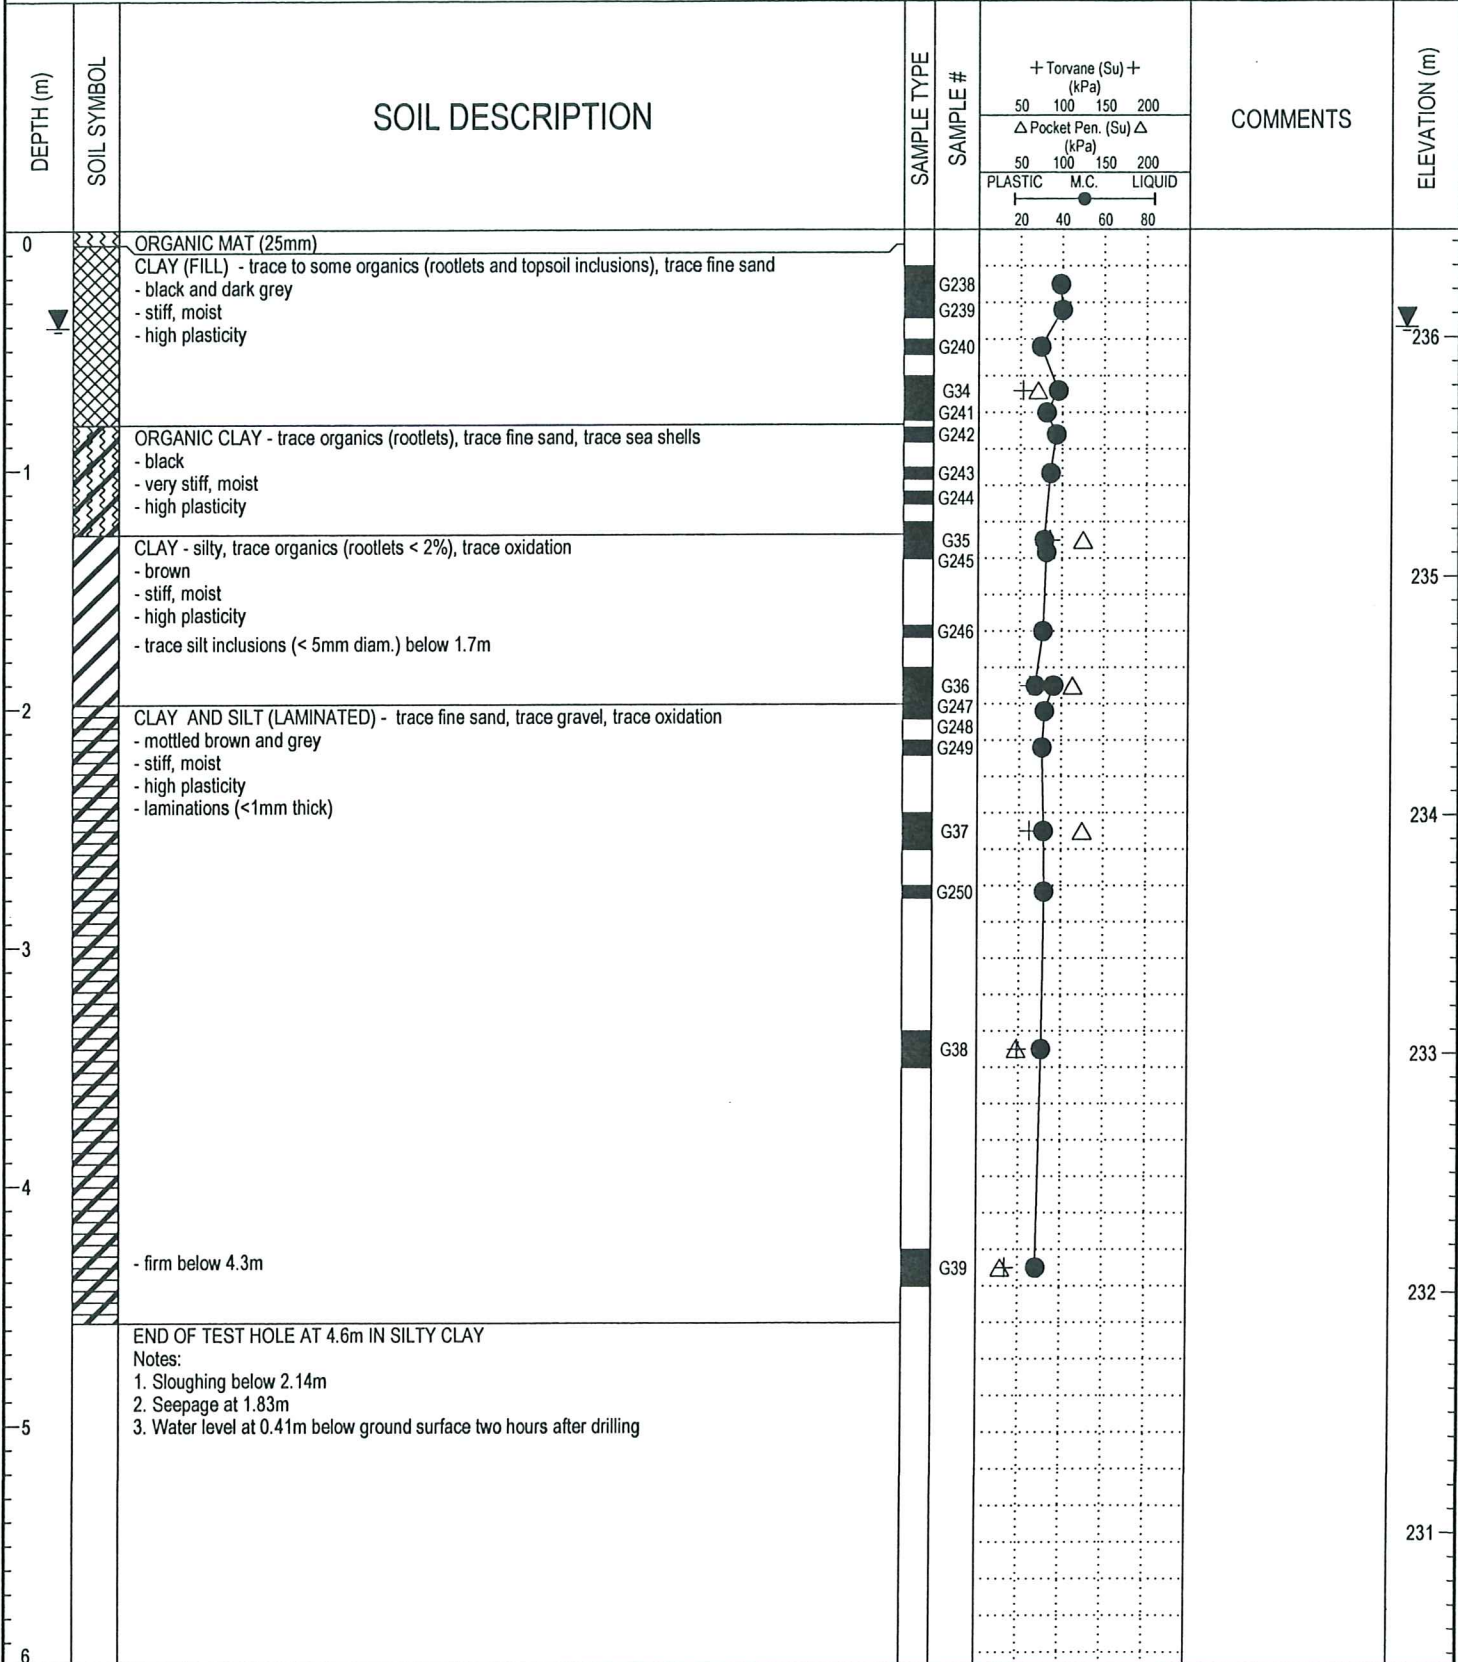 DEPTH (m)
SOIL SYMBOL
SOIL DESCRIPTION
SAMPLE TYPE
SAMPLE #
+ Torvane (Su) +
(kPa)
50 100 150 200
△ Pocket Pen. (Su) △
(kPa)
50 100 150 200
PLASTIC M.C. LIQUID
20 40 60 80
COMMENTS
ELEVATION (m)
0
ORGANIC MAT (25mm)
CLAY (FILL) - trace to some organics (rootlets and topsoil inclusions), trace fine sand
- black and dark grey
- stiff, moist
- high plasticity
G238
G239
G240
G34
G241
236
ORGANIC CLAY - trace organics (rootlets), trace fine sand, trace sea shells
- black
- very stiff, moist
- high plasticity
1
G242
G243
G244
CLAY - silty, trace organics (rootlets < 2%), trace oxidation
- brown
- stiff, moist
- high plasticity
- trace silt inclusions (< 5mm diam.) below 1.7m
G35
G245
G246
G36
235
2
CLAY AND SILT (LAMINATED) - trace fine sand, trace gravel, trace oxidation
- mottled brown and grey
- stiff, moist
- high plasticity
- laminations (<1mm thick)
G247
G248
G249
G37
G250
234
3
G38
233
4
- firm below 4.3m
G39
232
END OF TEST HOLE AT 4.6m IN SILTY CLAY
Notes:
1. Sloughing below 2.14m
2. Seepage at 1.83m
3. Water level at 0.41m below ground surface two hours after drilling
5
231
6